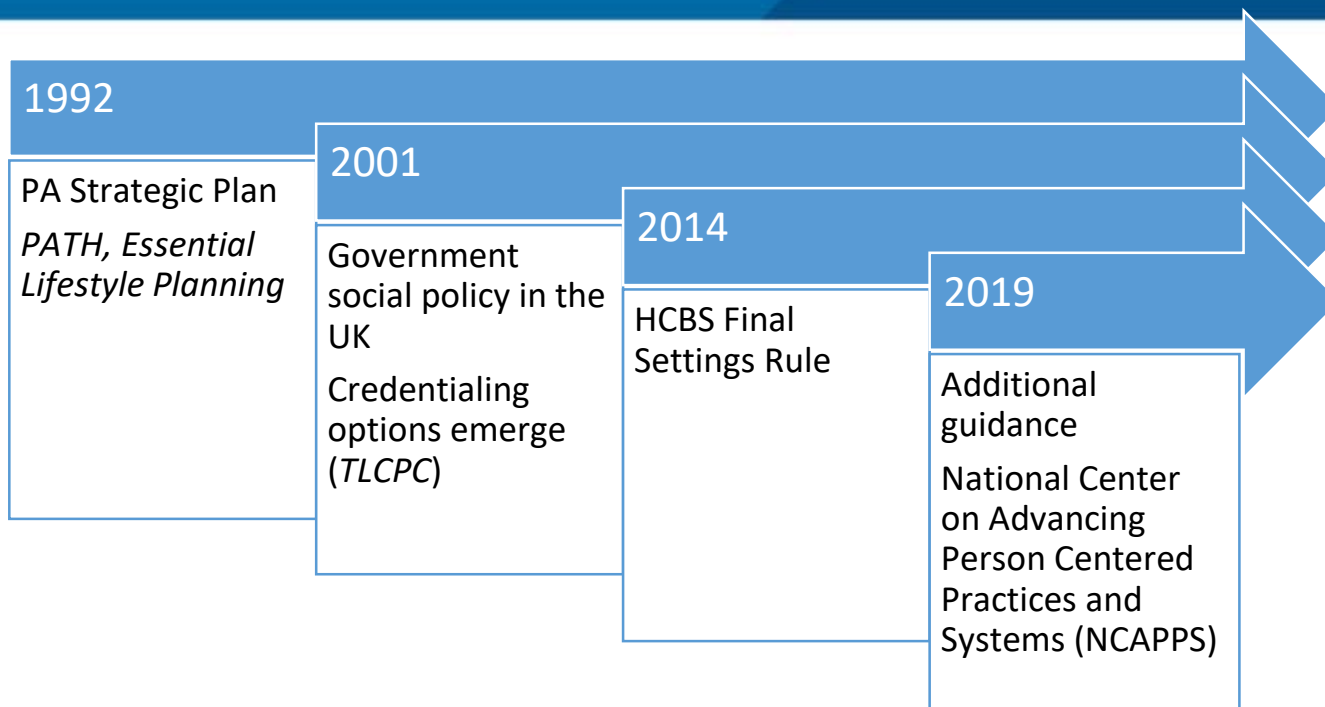 1992
PA Strategic Plan
PATH, Essential
Lifestyle Planning
2001
Government
social policy in the
UK
Credentialing
options emerge
(TLCPC)
2014
HCBS Final
Settings Rule
2019
Additional
guidance
National Center
on Advancing
Person Centered
Practices and
Systems (NCAPPS)